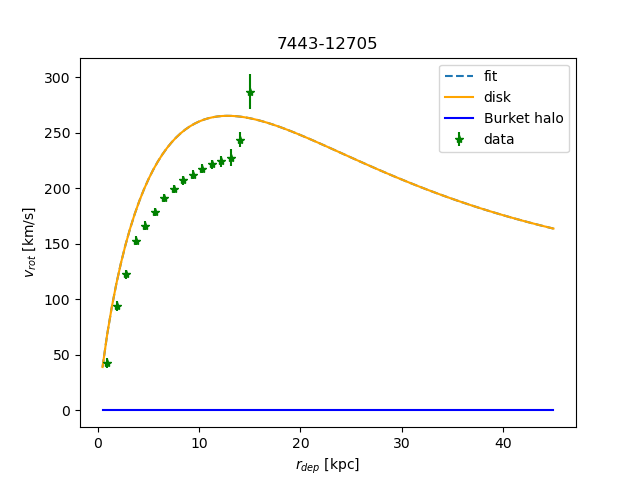 7443-12705
300
250
200
150
100
50
0
v_rot [km/s]
fit
disk
Burket halo
data
0 10 20 30 40
r_dep [kpc]